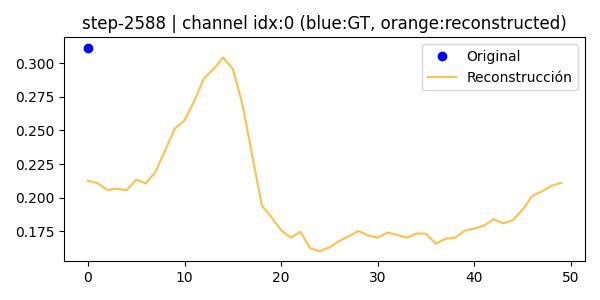 step-2588 | channel idx:0 (blue:GT, orange:reconstructed)
Original
Reconstrucción
0.300
0.275
0.250
0.225
0.200
0.175
0 10 20 30 40 50